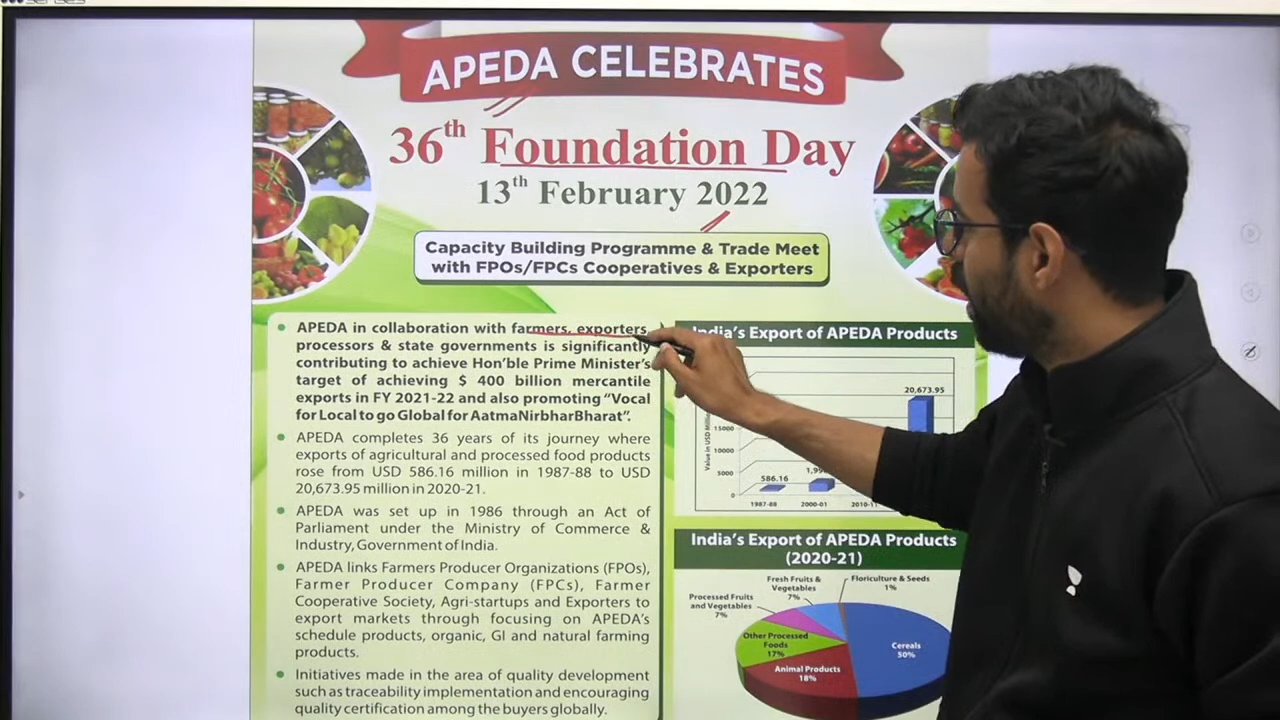 APEDA CELEBRATES
36th Foundation Day
13th February 2022
Capacity Building Programme & Trade Meet
with FPOs/FPCs Cooperatives & Exporters
• APEDA in collaboration with farmers, exporters,
processors & state governments is significantly
contributing to achieve Hon'ble Prime Minister's
target of achieving $ 400 billion mercantile
exports in FY 2021-22 and also promoting "Vocal
for Local to go Global for AatmaNirbharBharat".
• APEDA completes 36 years of its journey where
exports of agricultural and processed food products
rose from USD 586.16 million in 1987-88 to USD
20,673.95 million in 2020-21.
• APEDA was set up in 1986 through an Act of
Parliament under the Ministry of Commerce &
Industry, Government of India.
• APEDA links Farmers Producer Organizations (FPOs),
Farmer Producer Company (FPCs), Farmer
Cooperative Society, Agri-startups and Exporters to
export markets through focusing on APEDA's
schedule products, organic, GI and natural farming
products.
• Initiatives made in the area of quality development
such as traceability implementation and encouraging
quality certification among the buyers globally.
India's Export of APEDA Products
20,673.95
15000
10000
5000
0
Value in USD
586.16
1987-88
2000-01
2010-11
India's Export of APEDA Products
(2020-21)
Fresh Fruits &
Vegetables
7%
Floriculture & Seeds
1%
Processed Fruits
and Vegetables
7%
Other Processed
Foods
17%
Cereals
50%
Animal Products
18%